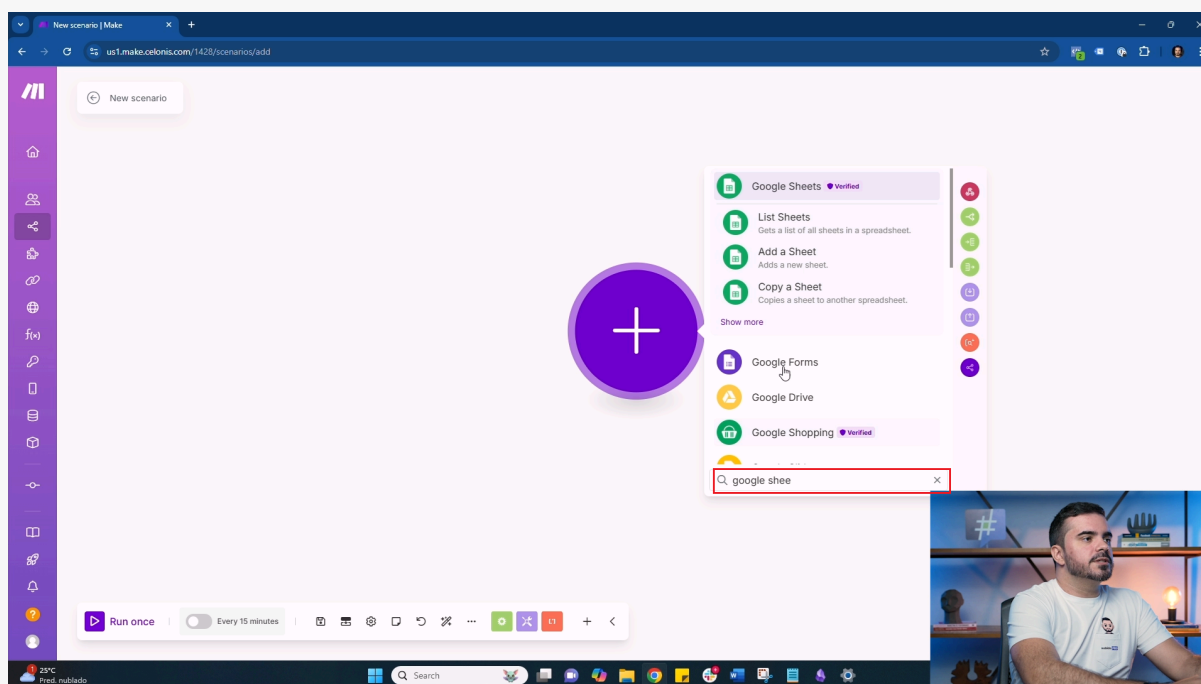 New scenario | Make
us1.make.celonis.com/1428/scenarios/add
New scenario
Google Sheets Verified
List Sheets
Gets a list of all sheets in a spreadsheet.
Add a Sheet
Adds a new sheet.
Copy a Sheet
Copies a sheet to another spreadsheet.
Show more
Google Forms
Google Drive
Google Shopping Verified
google shee
f(x)
Run once
Every 15 minutes
25°C
Pred. nublado
Search